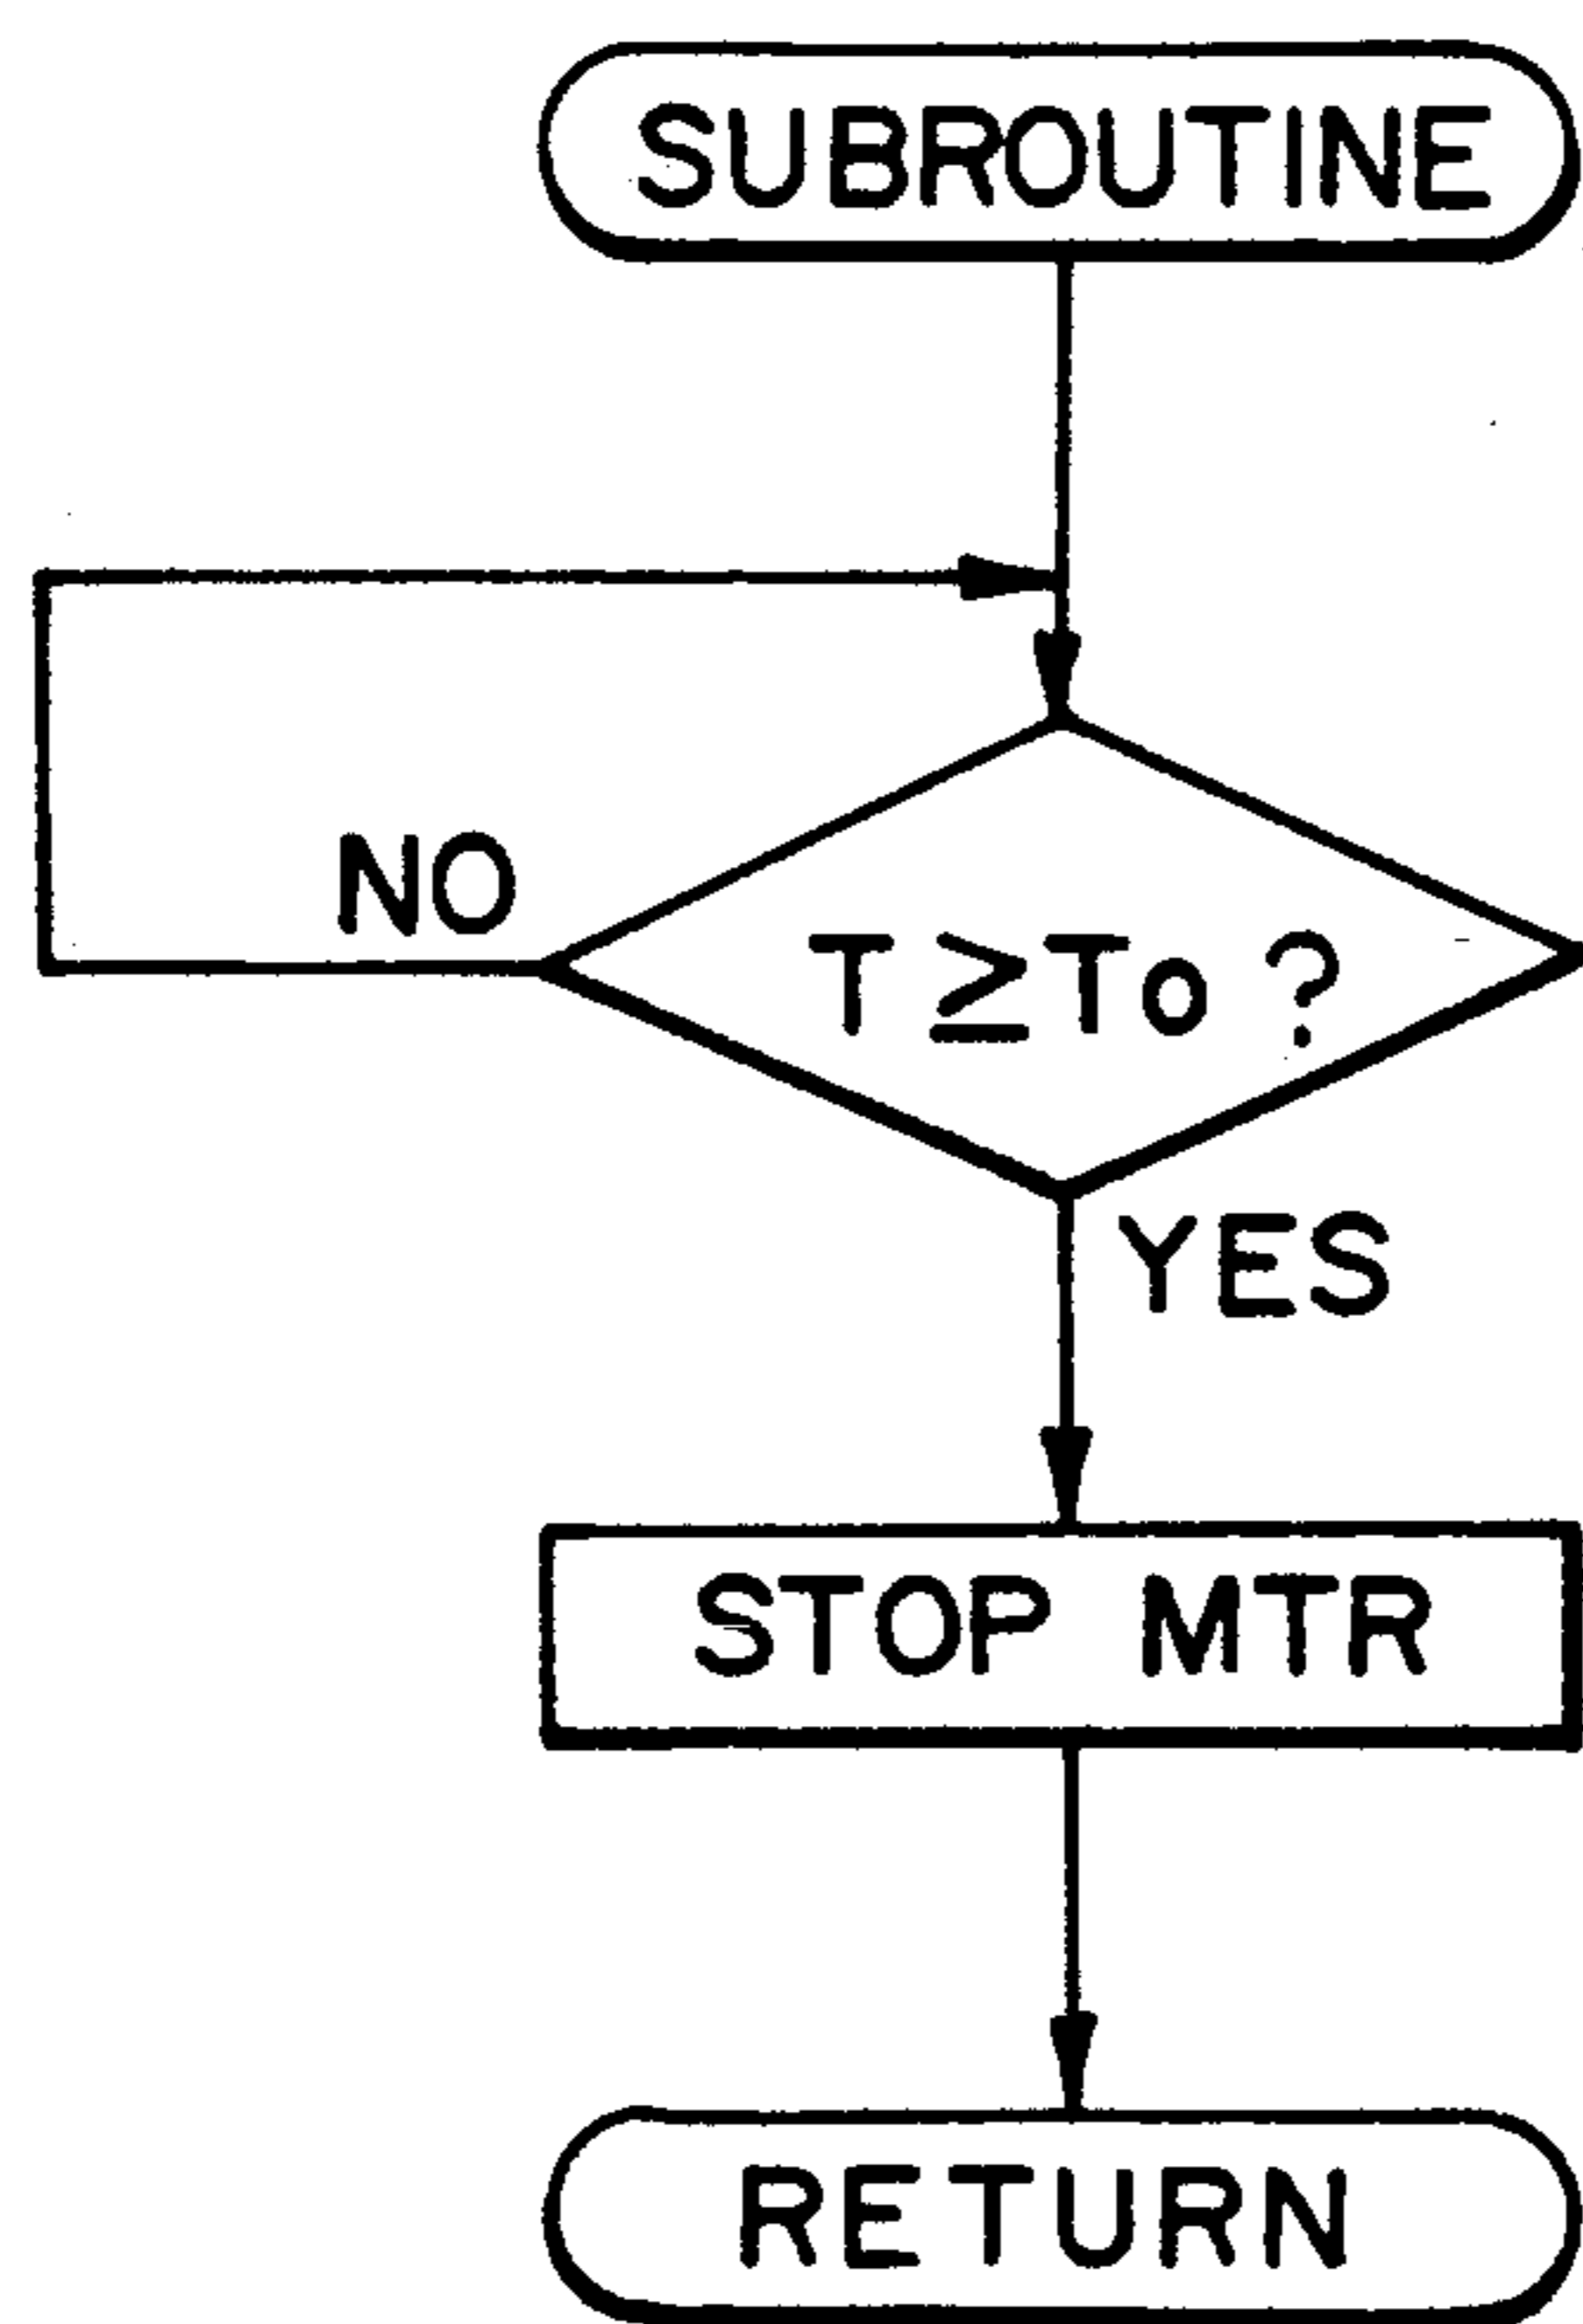 SUBROUTINE
NO
T ≥ To ?
YES
STOP MTR
RETURN